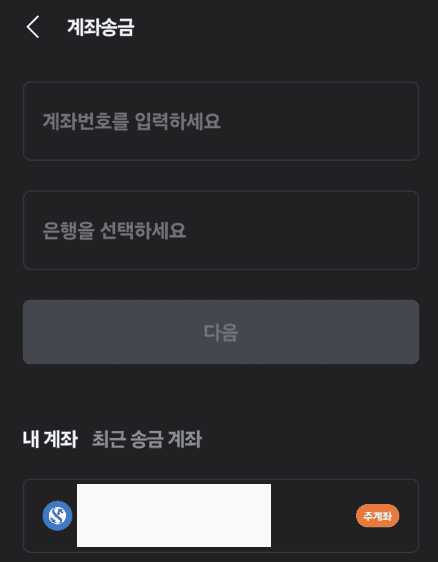 계좌송금
계좌번호를 입력하세요
은행을 선택하세요
다음
내 계좌 최근 송금 계좌
주계좌